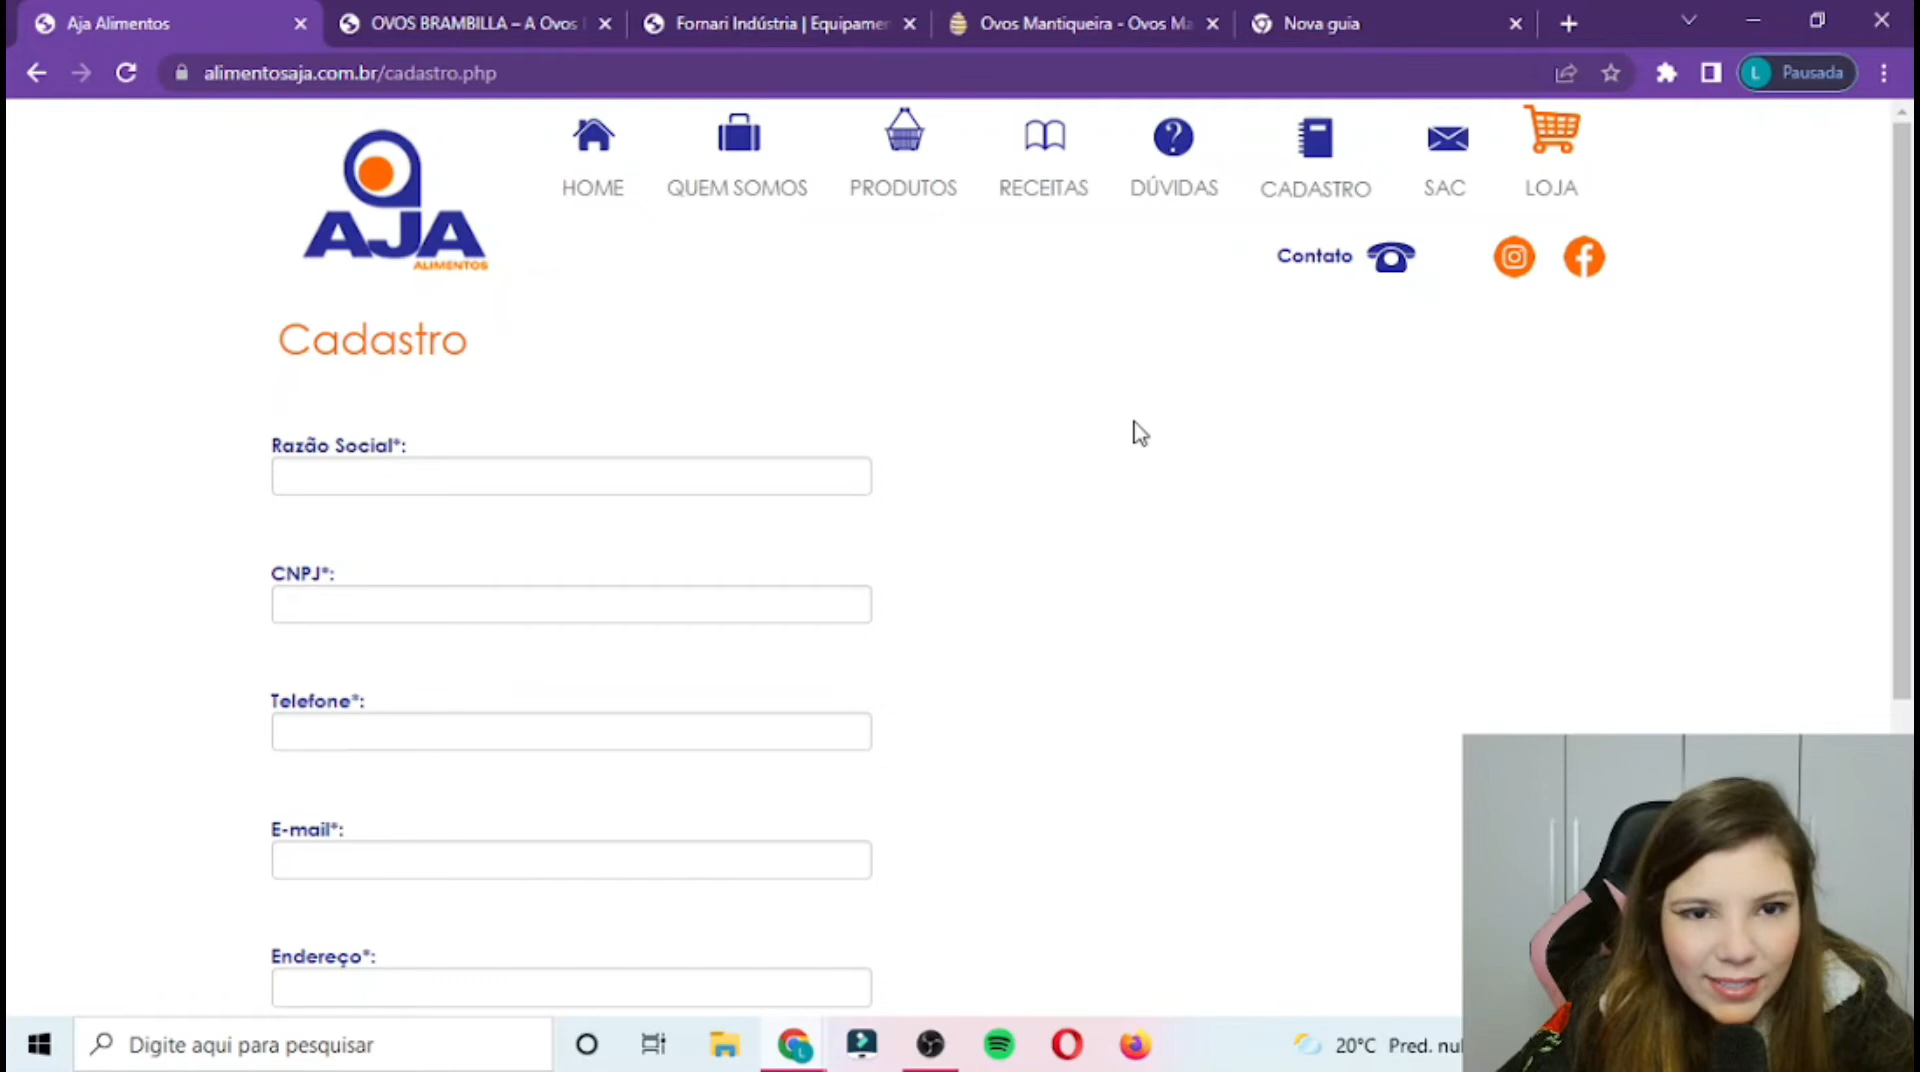 Aja Alimentos
OVOS BRAMBILLA – A Ovos
Fornari Indústria | Equipamen
Ovos Mantiqueira - Ovos Ma
Nova guia
alimentosaja.com.br/cadastro.php
L
Pausada
AJA
ALIMENTOS
HOME
QUEM SOMOS
PRODUTOS
RECEITAS
DÚVIDAS
CADASTRO
SAC
LOJA
Contato
Cadastro
Razão Social*:
CNPJ*:
Telefone*:
E-mail*:
Endereço*:
Digite aqui para pesquisar
20°C Pred. nul